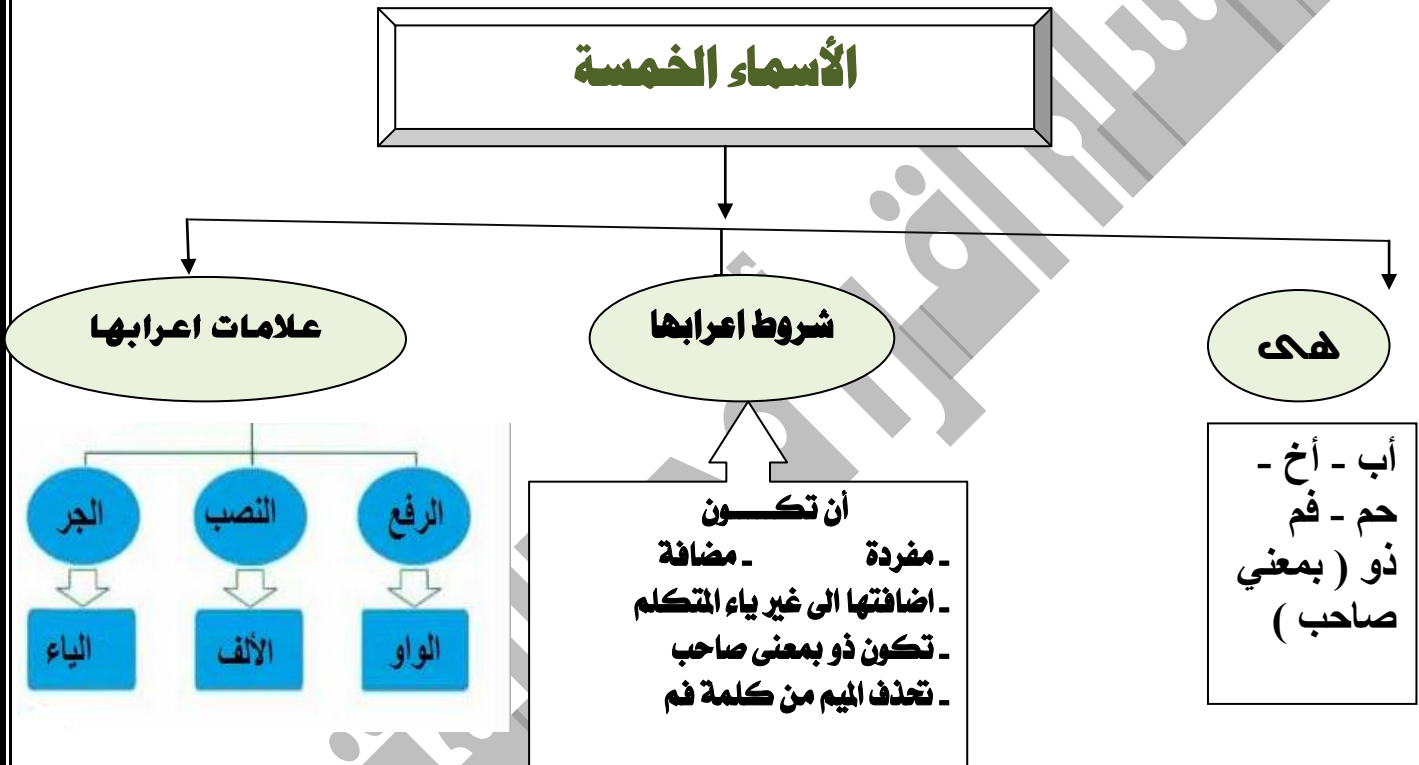 الأسماء الخمسة
هى
شروط اعرابها
علامات اعرابها
أب - أخ -
حم - فم
ذو ( بمعني
صاحب )
أن تكــــون
ـ مفردة ـ مضافة
ـ اضافتها الى غير ياء المتكلم
ـ تكون ذو بمعنى صاحب
ـ تحذف الميم من كلمة فم
الرفع النصب الجر
الواو الألف الياء